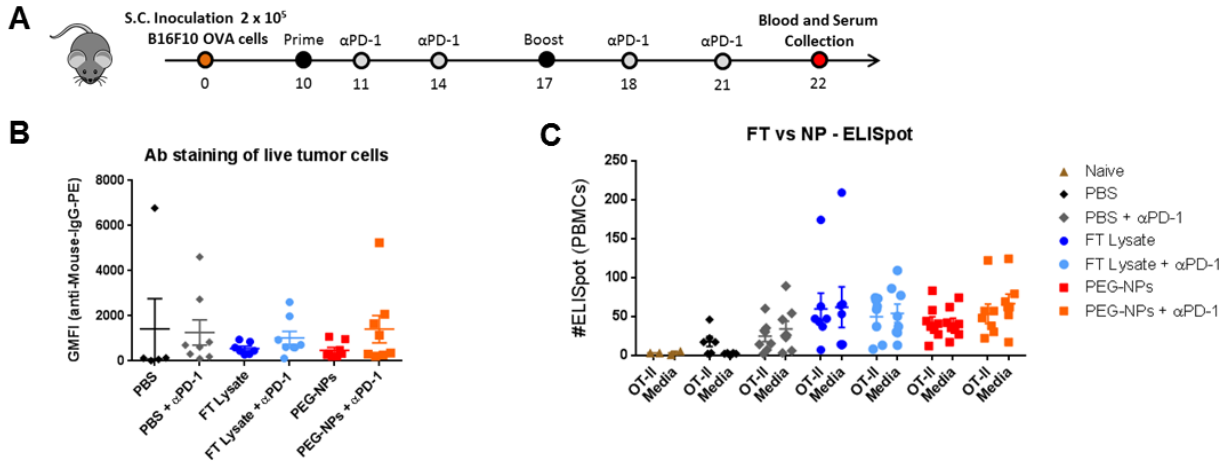 A
S.C. Inoculation 2 x 10⁵
B16F10 OVA cells
Prime
αPD-1
αPD-1
Boost
αPD-1
αPD-1
Blood and Serum
Collection
0
10
11
14
17
18
21
22
B
Ab staining of live tumor cells
GMFI (anti-Mouse-IgG-PE)
8000
6000
4000
2000
0
PBS
PBS + αPD-1
FT Lysate
FT Lysate + αPD-1
PEG-NPs
PEG-NPs + αPD-1
C
FT vs NP - ELISpot
#ELISpot (PBMCs)
250
200
150
100
50
0
OT-II
Media
OT-II
Media
OT-II
Media
OT-II
Media
OT-II
Media
OT-II
Media
OT-II
Media
Naive
PBS
PBS + αPD-1
FT Lysate
FT Lysate + αPD-1
PEG-NPs
PEG-NPs + αPD-1